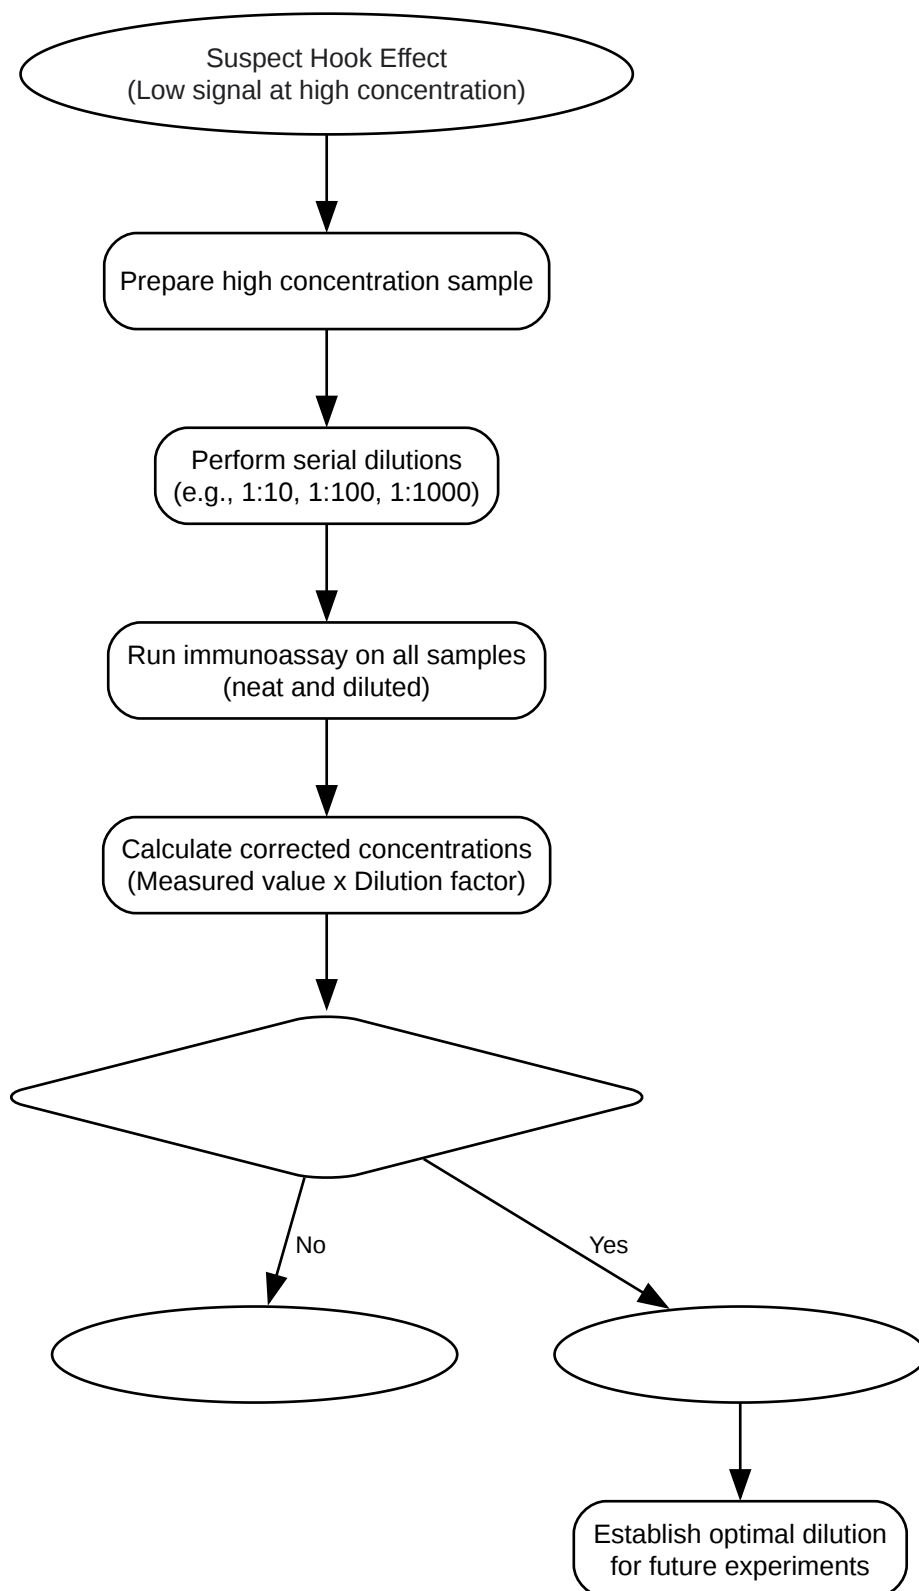 Suspect Hook Effect
(Low signal at high concentration)
Prepare high concentration sample
Perform serial dilutions
(e.g., 1:10, 1:100, 1:1000)
Run immunoassay on all samples
(neat and diluted)
Calculate corrected concentrations
(Measured value x Dilution factor)
No
Yes
Establish optimal dilution
for future experiments